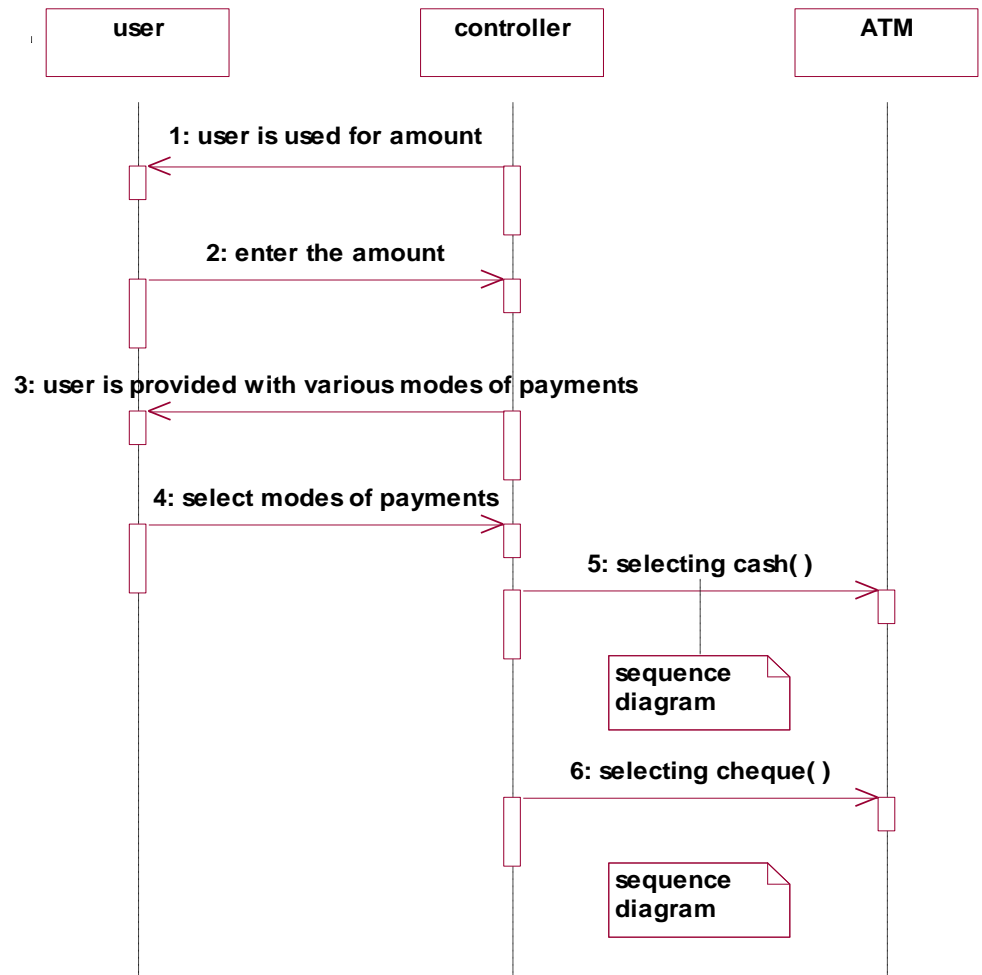 user
controller
ATM
1: user is used for amount
2: enter the amount
3: user is provided with various modes of payments
4: select modes of payments
5: selecting cash( )
sequence
diagram
6: selecting cheque( )
sequence
diagram